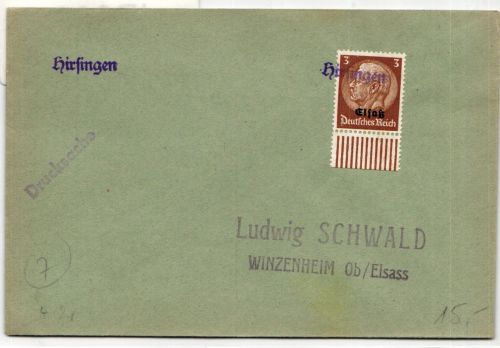 Hirsingen
Hirsingen
3 3
Elsaß
Deutsches Reich
Drucksache
Ludwig SCHWALD
WINZENHEIM Ob/Elsass
7
15,-